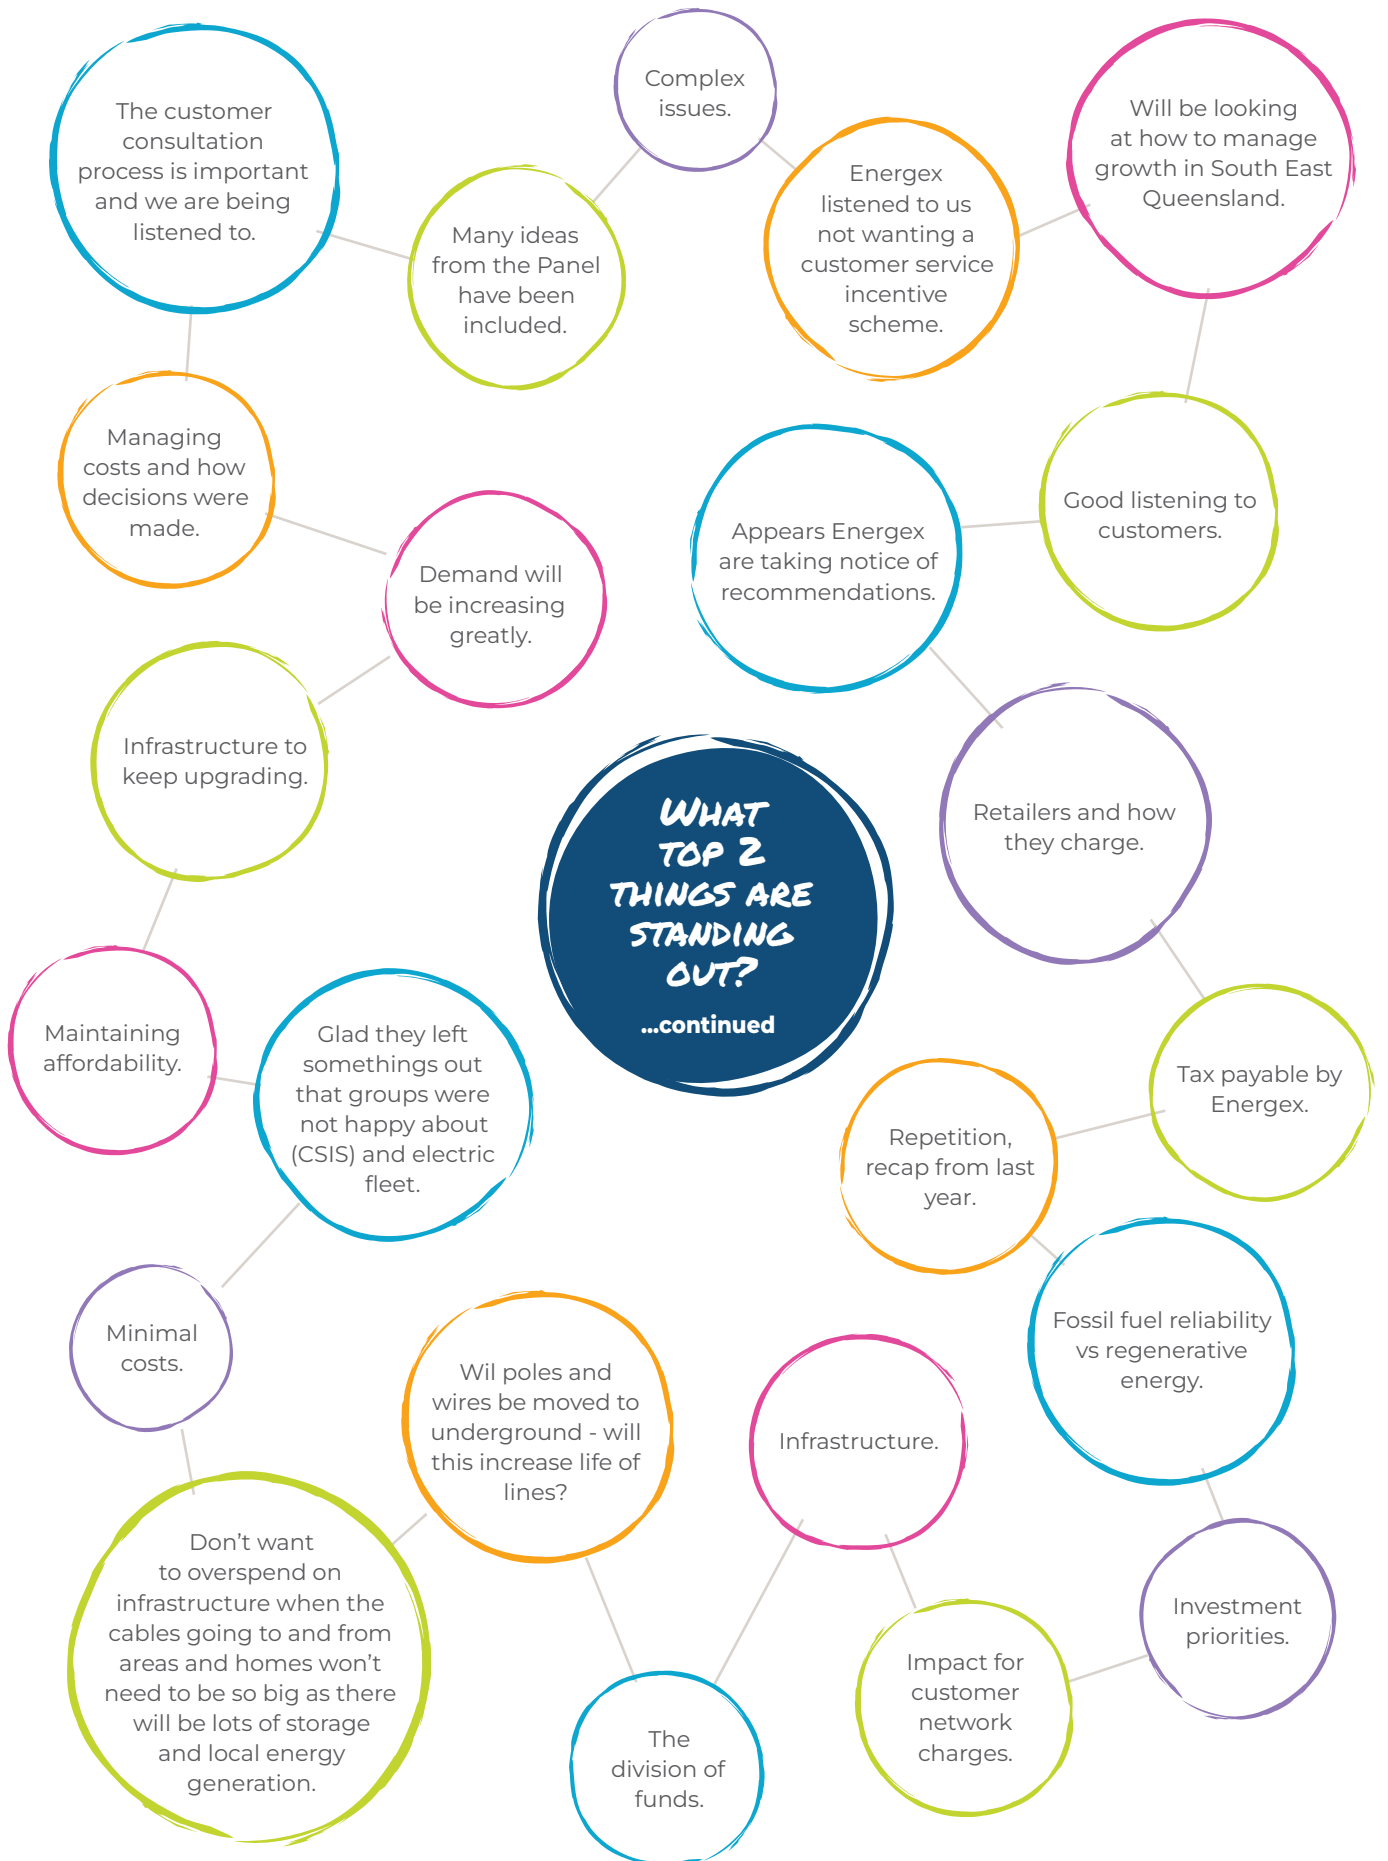 The customer
consultation
process is important
and we are being
listened to.
Many ideas
from the Panel
have been
included.
Complex
issues.
Energex
listened to us
not wanting a
customer service
incentive
scheme.
Will be looking
at how to manage
growth in South East
Queensland.
Good listening to
customers.
Appears Energex
are taking notice of
recommendations.
Managing
costs and how
decisions were
made.
Demand will
be increasing
greatly.
Infrastructure to
keep upgrading.
What
top 2
things are
standing
out?
...continued
Retailers and how
they charge.
Maintaining
affordability.
Glad they left
somethings out
that groups were
not happy about
(CSIS) and electric
fleet.
Tax payable by
Energex.
Repetition,
recap from last
year.
Fossil fuel reliability
vs regenerative
energy.
Minimal
costs.
Wil poles and
wires be moved to
underground - will
this increase life of
lines?
Infrastructure.
Don't want
to overspend on
infrastructure when the
cables going to and from
areas and homes won't
need to be so big as there
will be lots of storage
and local energy
generation.
The
division of
funds.
Impact for
customer
network
charges.
Investment
priorities.